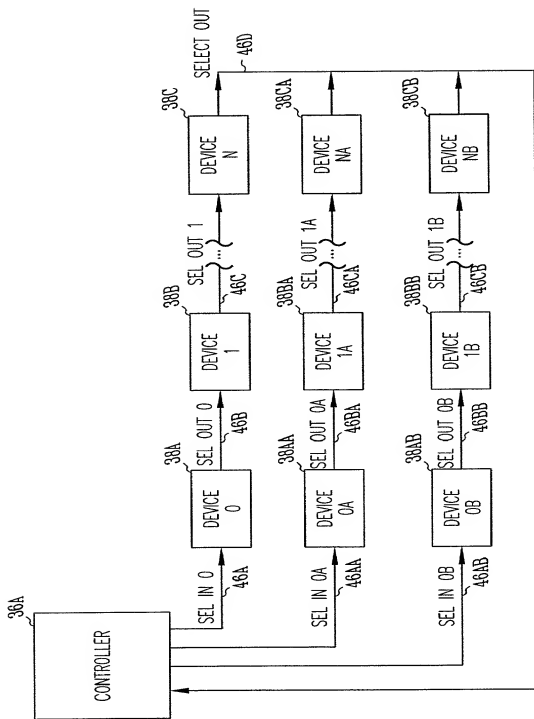 36A
CONTROLLER
SEL IN 0
46A
38A
DEVICE
0
SEL OUT 0
46B
38B
DEVICE
1
SEL OUT 1
46C
...
38C
DEVICE
N
SELECT OUT
46D
SEL IN 0A
46AA
38AA
DEVICE
0A
SEL OUT 0A
46BA
38BA
DEVICE
1A
SEL OUT 1A
46CA
...
38CA
DEVICE
NA
SEL IN 0B
46AB
38AB
DEVICE
0B
SEL OUT 0B
46BB
38BB
DEVICE
1B
SEL OUT 1B
46CB
...
38CB
DEVICE
NB